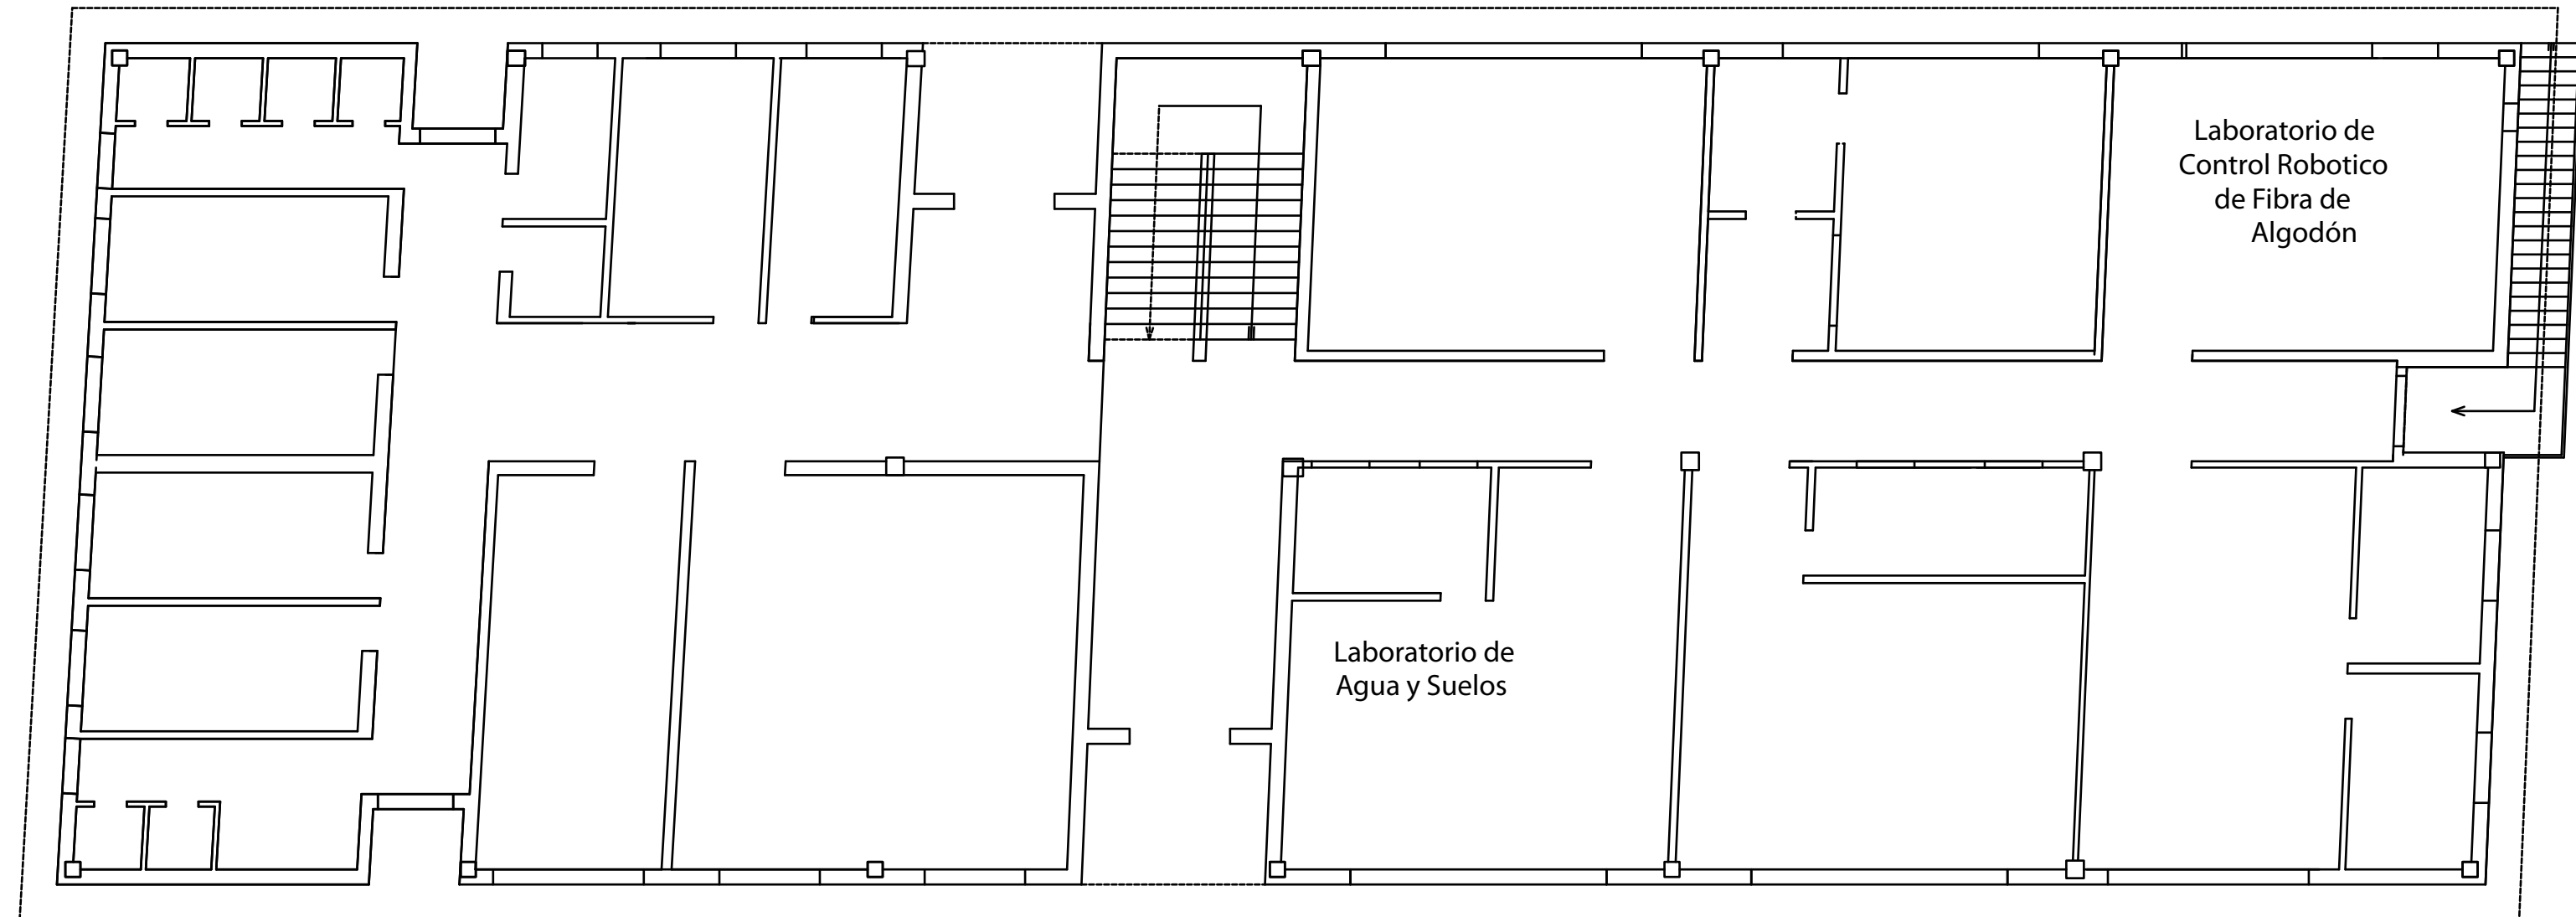 Laboratorio de
Control Robotico
de Fibra de
Algodón
Laboratorio de
Agua y Suelos